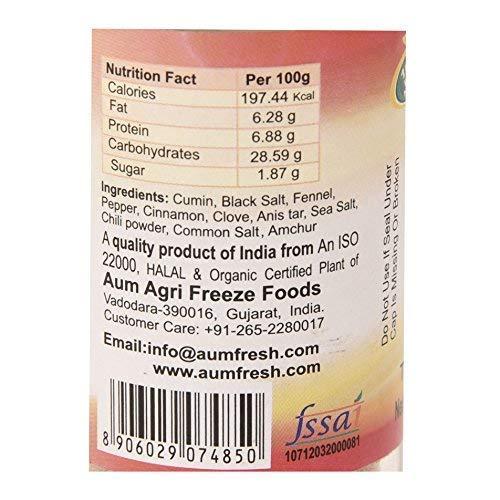 Nutrition Fact Per 100g
Calories 197.44 Kcal
Fat 6.28 g
Protein 6.88 g
Carbohydrates 28.59 g
Sugar 1.87 g
Ingredients: Cumin, Black Salt, Fennel,
Pepper, Cinnamon, Clove, Anis tar, Sea Salt,
Chili powder, Common Salt, Amchur
A quality product of India from An ISO
22000, HALAL & Organic Certified Plant of
Aum Agri Freeze Foods
Vadodara-390016, Gujarat, India.
Customer Care: +91-265-2280017
Email:info@aumfresh.com
www.aumfresh.com
8 906029 074850
fssai
10712032000081
Do Not Use If Seal Under
Cap Is Missing Or Broken